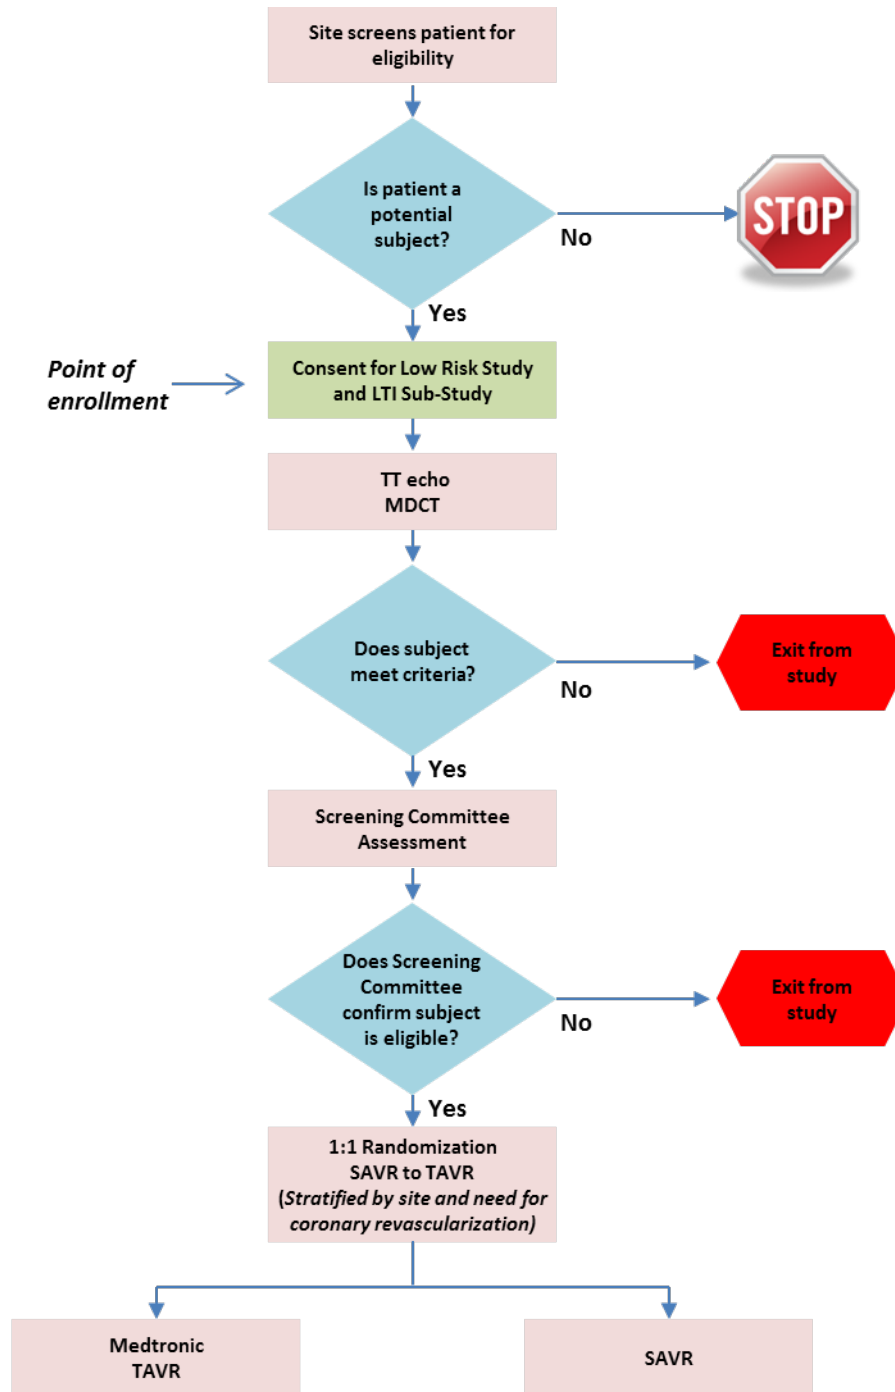 Site screens patient for
eligibility
Is patient a
potential
subject?
No
STOP
Yes
Point of
enrollment
Consent for Low Risk Study
and LTI Sub-Study
TT echo
MDCT
Does subject
meet criteria?
No
Exit from
study
Yes
Screening Committee
Assessment
Does Screening
Committee
confirm subject
is eligible?
No
Exit from
study
Yes
1:1 Randomization
SAVR to TAVR
(Stratified by site and need for
coronary revascularization)
Medtronic
TAVR
SAVR